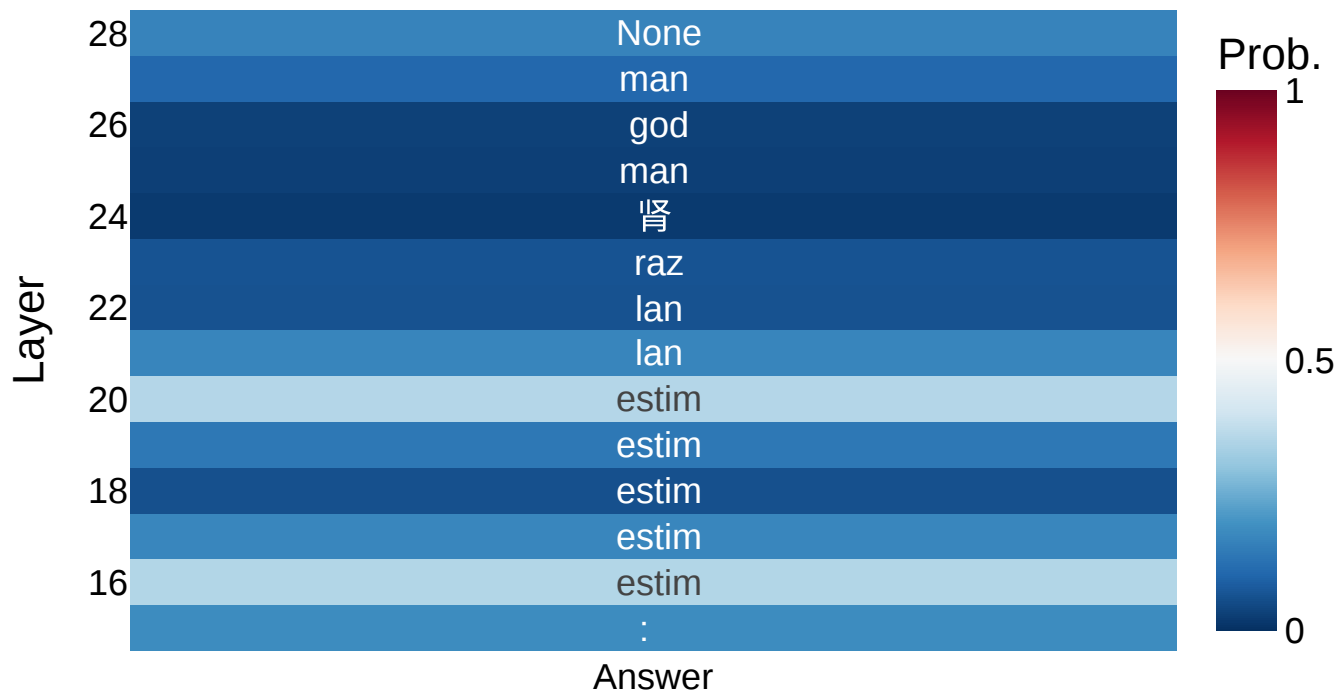 28 None
man
26 god
man
24 肾
raz
22 lan
lan
20 estim
estim
18 estim
estim
16 estim
:
Answer
Layer
Prob.
1
0.5
0